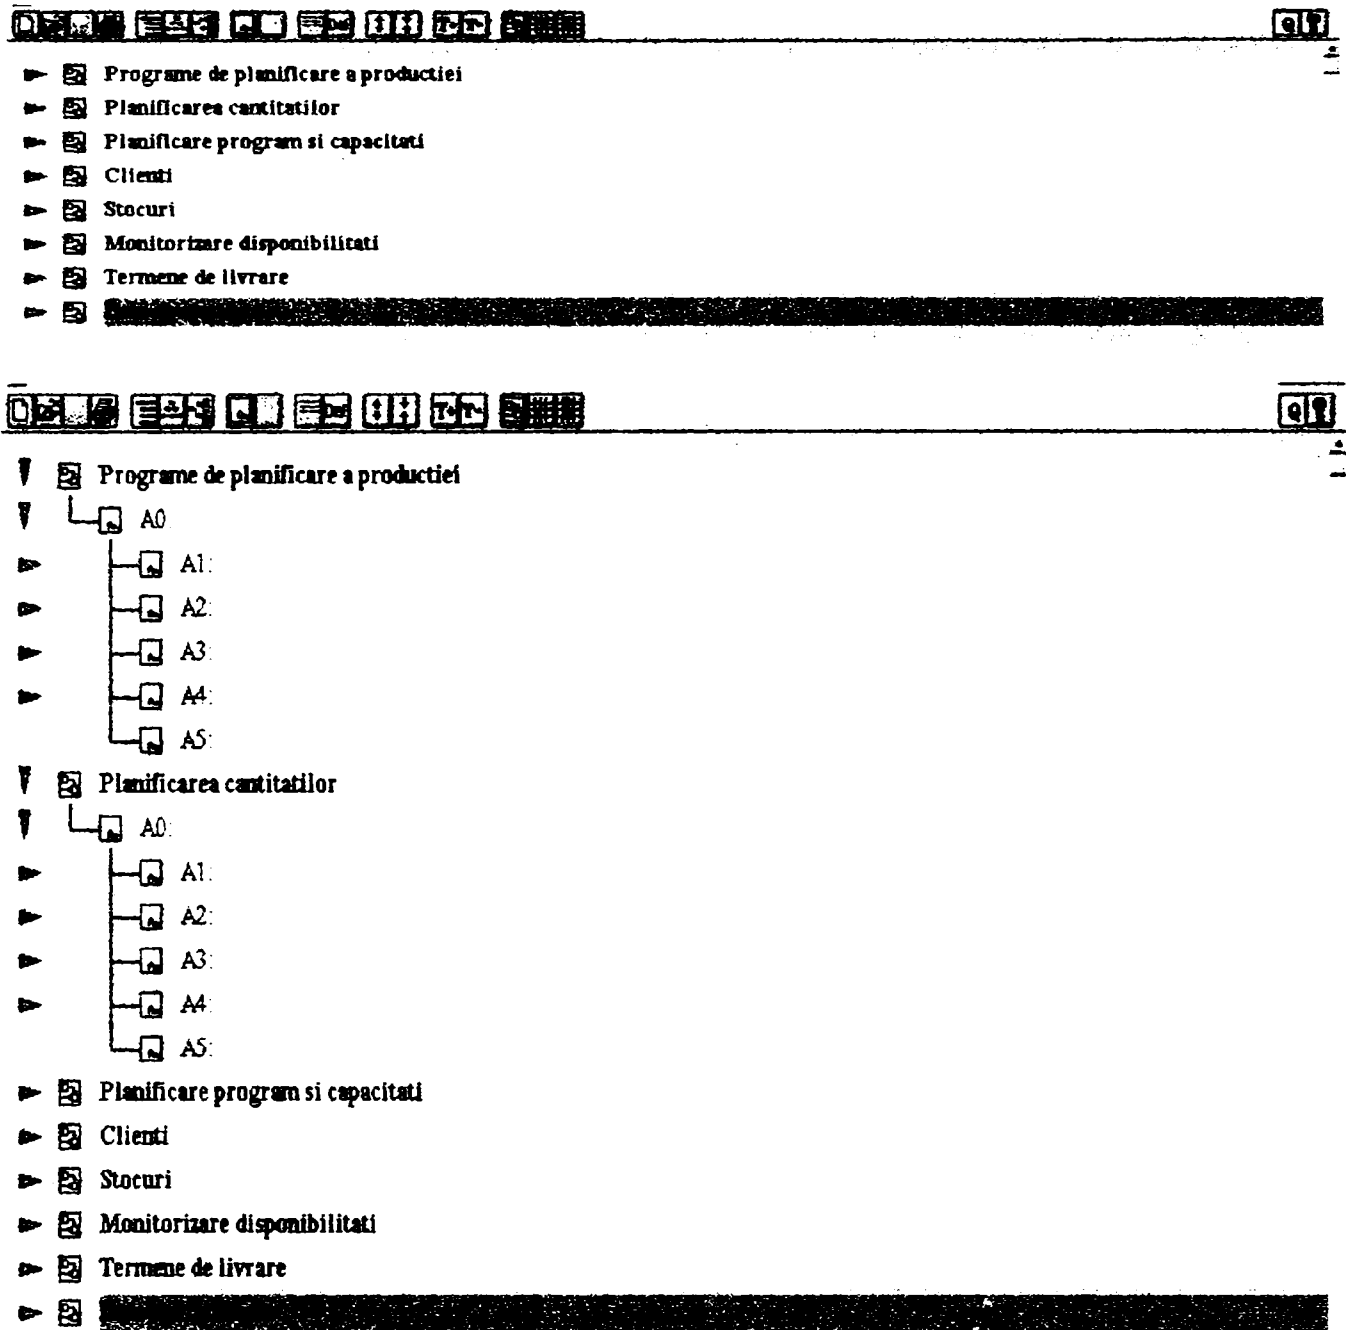 Programe de planificare a productiei
Planificarea cantitatilor
Planificare program si capacitati
Clienti
Stocuri
Monitorizare disponibilitati
Termene de livrare
Programe de planificare a productiei
A0
A1:
A2:
A3:
A4:
A5:
Planificarea cantitatilor
A0:
A1:
A2:
A3:
A4:
A5:
Planificare program si capacitati
Clienti
Stocuri
Monitorizare disponibilitati
Termene de livrare